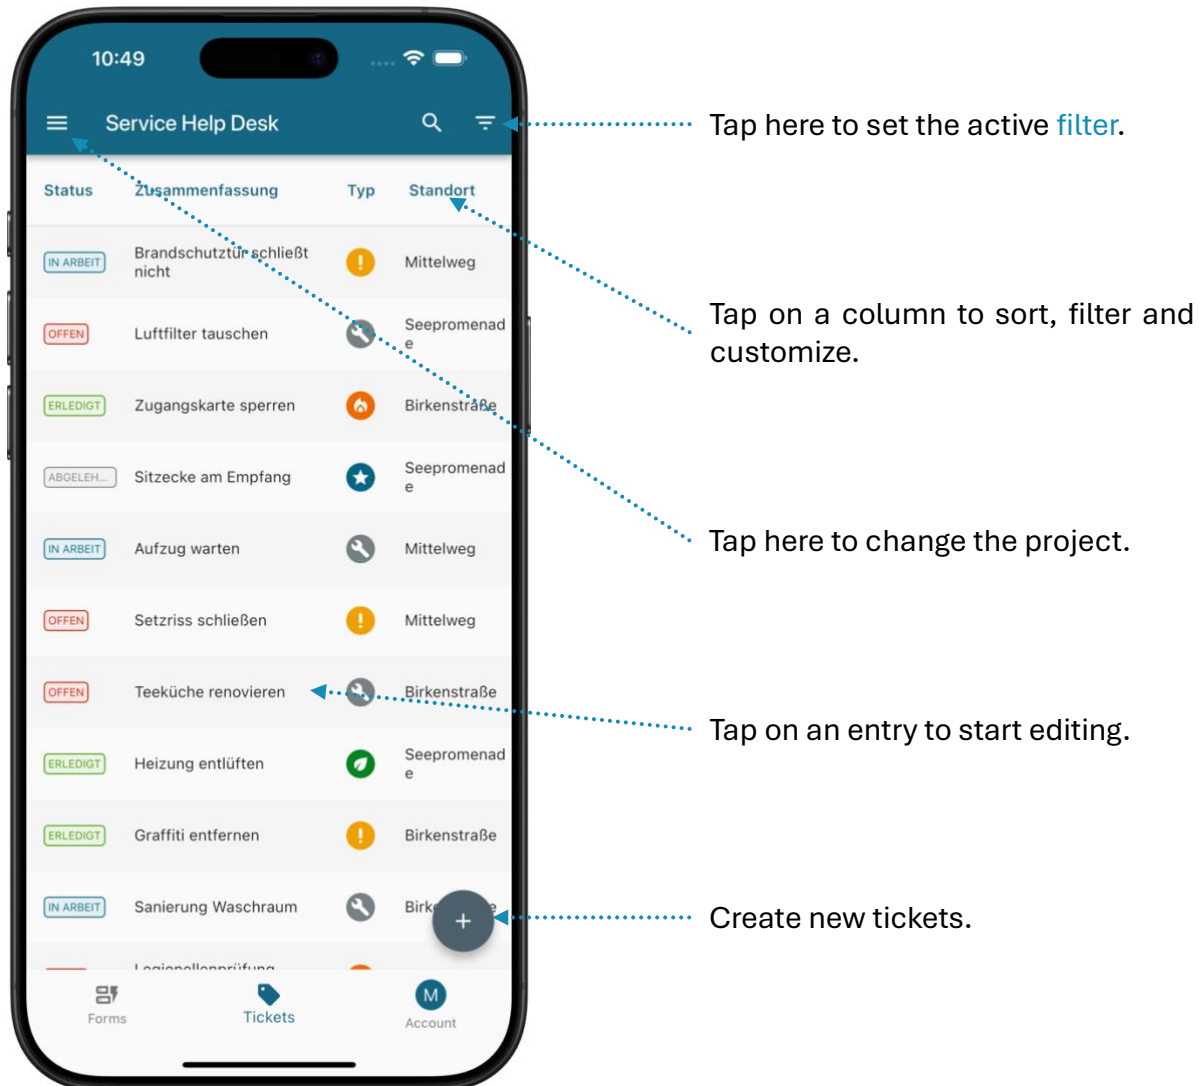 10:49
Service Help Desk
Tap here to set the active filter.
Status Zusammenfassung Typ Standort
IN ARBEIT Brandschutztür schließt nicht Mittelweg
OFFEN Luftfilter tauschen Seepromenad
e
Tap on a column to sort, filter and
customize.
ERLEDIGT Zugangskarte sperren Birkenstraße
ABGELEH... Sitzecke am Empfang Seepromenad
e
IN ARBEIT Aufzug warten Mittelweg
Tap here to change the project.
OFFEN Setzriss schließen Mittelweg
OFFEN Teeküche renovieren Birkenstraße
Tap on an entry to start editing.
ERLEDIGT Heizung entlüften Seepromenad
e
ERLEDIGT Graffiti entfernen Birkenstraße
IN ARBEIT Sanierung Waschraum
+
Create new tickets.
Legionellenprüfung
Forms Tickets M
Account